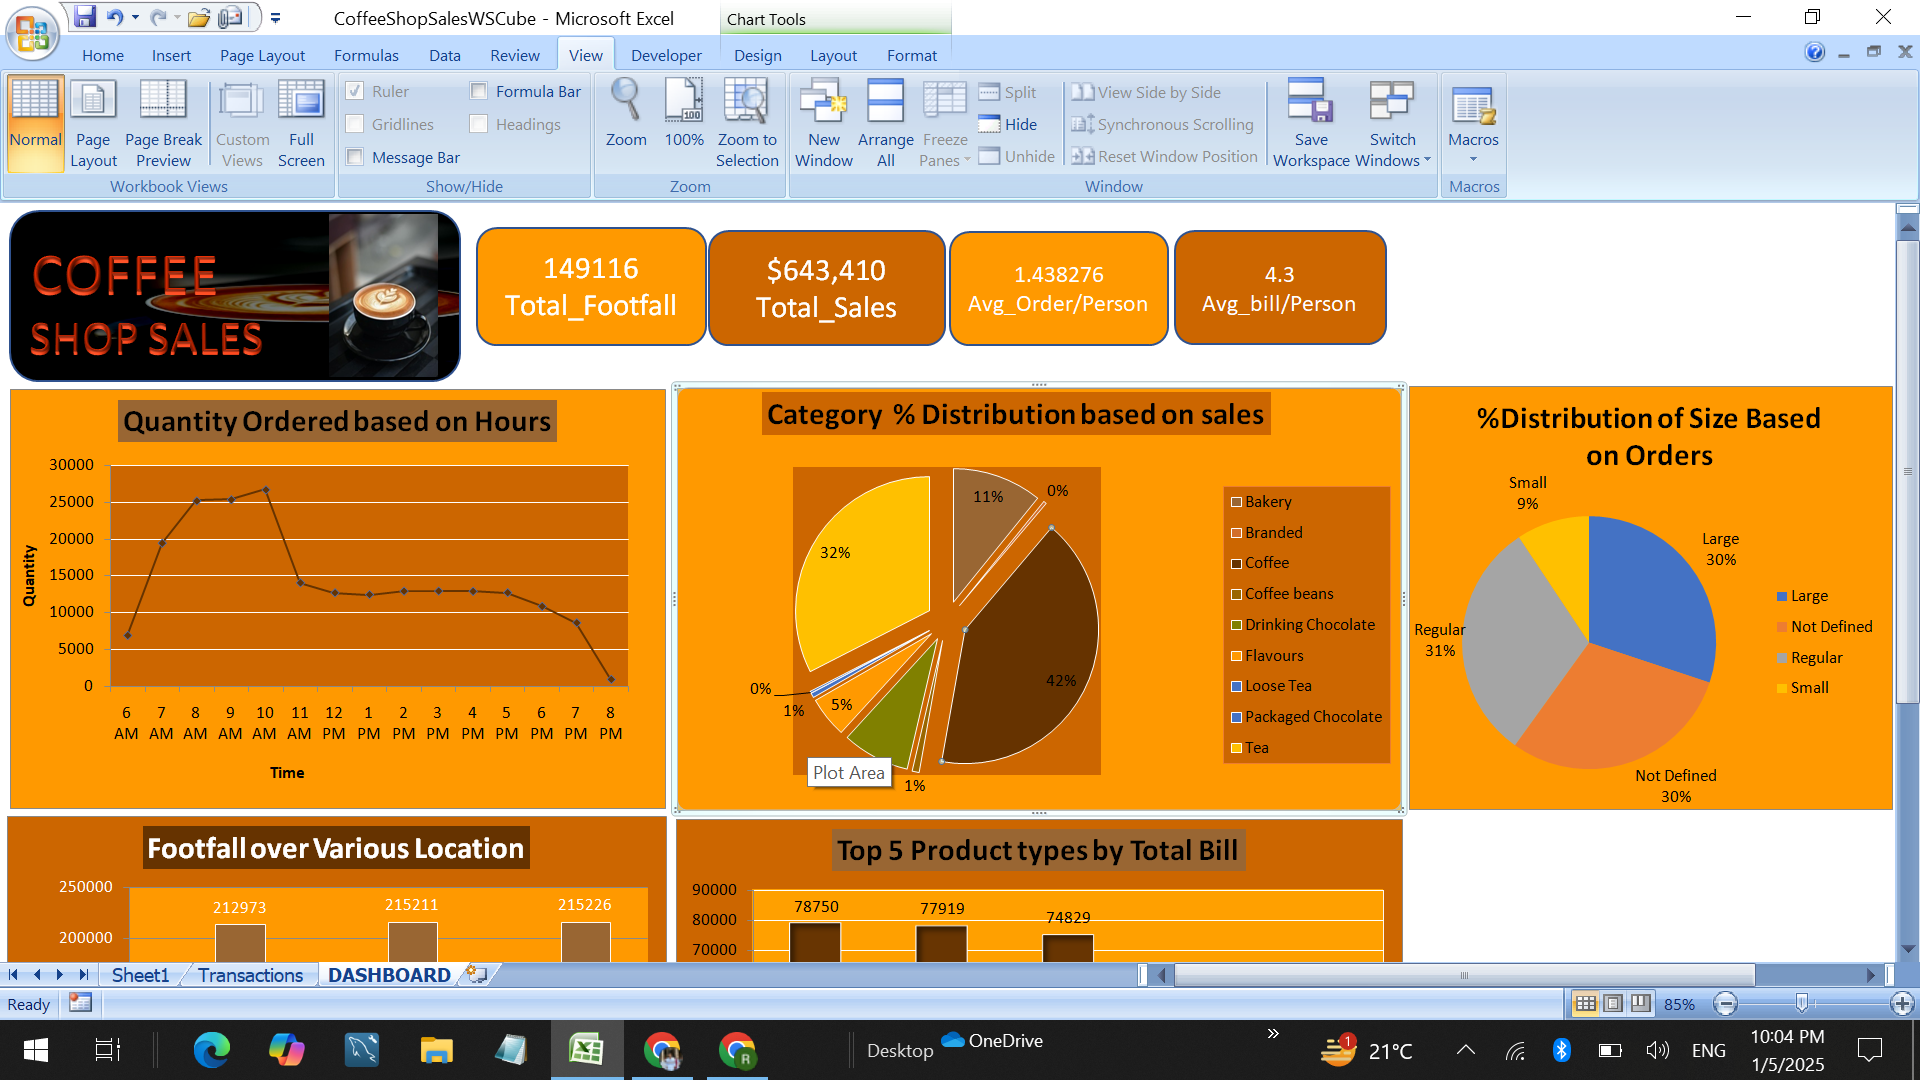 CoffeeShopSalesWSCube - Microsoft Excel
Chart Tools
Home
Insert
Page Layout
Formulas
Data
Review
View
Developer
Design
Layout
Format
Normal
Page
Layout
Page Break
Preview
Custom
Views
Full
Screen
Workbook Views
Ruler
Formula Bar
Gridlines
Headings
Message Bar
Show/Hide
Zoom
100
100%
Zoom to
Selection
Zoom
New
Window
Arrange
All
Freeze
Panes
Split
Hide
Unhide
View Side by Side
Synchronous Scrolling
Reset Window Position
Save
Workspace
Switch
Windows
Window
Macros
Macros
COFFEE
SHOP SALES
149116
Total_Footfall
$643,410
Total_Sales
1.438276
Avg_Order/Person
4.3
Avg_bill/Person
Quantity Ordered based on Hours
30000
25000
20000
15000
10000
5000
0
Quantity
6 AM
7 AM
8 AM
9 AM
10 AM
11 AM
12 PM
1 PM
2 PM
3 PM
4 PM
5 PM
6 PM
7 PM
8 PM
Time
Category % Distribution based on sales
11%
0%
32%
42%
0%
1%
5%
1%
Plot Area
Bakery
Branded
Coffee
Coffee beans
Drinking Chocolate
Flavours
Loose Tea
Packaged Chocolate
Tea
%Distribution of Size Based
on Orders
Small
9%
Large
30%
Regular
31%
Not Defined
30%
Large
Not Defined
Regular
Small
Footfall over Various Location
250000
200000
212973
215211
215226
Top 5 Product types by Total Bill
90000
80000
70000
78750
77919
74829
Sheet1
Transactions
DASHBOARD
Ready
85%
Desktop
OneDrive
1
21°C
ENG
10:04 PM
1/5/2025
R